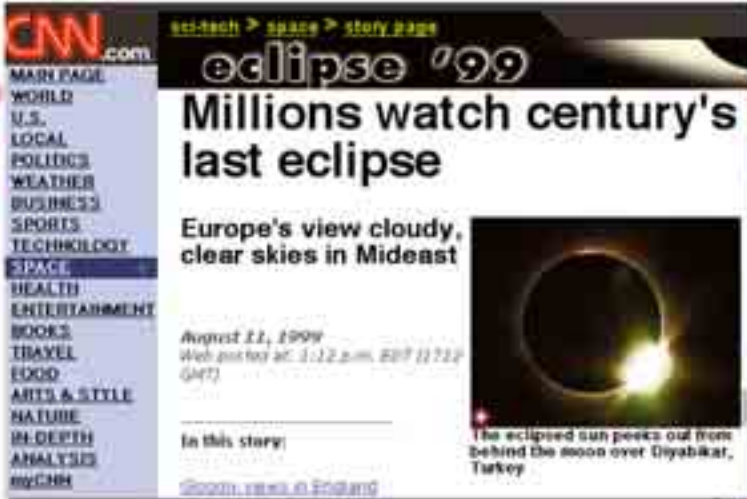 CNN.com
sci-tech > space > story page
eclipse '99
MAIN PAGE
WORLD
U.S.
LOCAL
POLITICS
WEATHER
BUSINESS
SPORTS
TECHNOLOGY
SPACE
HEALTH
ENTERTAINMENT
BOOKS
TRAVEL
FOOD
ARTS & STYLE
NATURE
IN-DEPTH
ANALYSIS
myCNN
Millions watch century's
last eclipse
Europe's view cloudy,
clear skies in Mideast
August 11, 1999
Web posted at: 1:12 p.m. EDT (1712
GMT)
In this story:
Gloomy views in England
The eclipsed sun peeks out from
behind the moon over Diyabikar,
Turkey